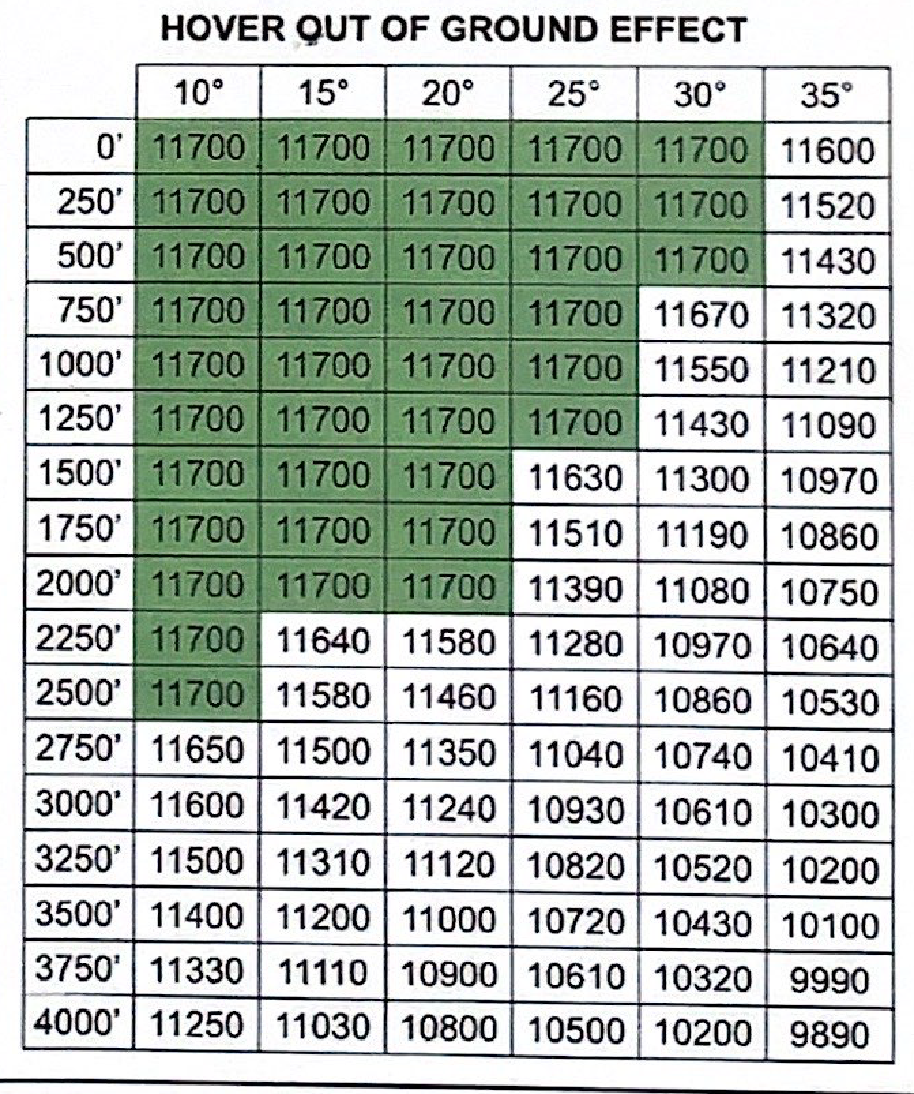 HOVER OUT OF GROUND EFFECT
10° 15° 20° 25° 30° 35°
0' 11700 11700 11700 11700 11700 11600
250' 11700 11700 11700 11700 11700 11520
500' 11700 11700 11700 11700 11700 11430
750' 11700 11700 11700 11700 11670 11320
1000' 11700 11700 11700 11700 11550 11210
1250' 11700 11700 11700 11700 11430 11090
1500' 11700 11700 11700 11630 11300 10970
1750' 11700 11700 11700 11510 11190 10860
2000' 11700 11700 11700 11390 11080 10750
2250' 11700 11640 11580 11280 10970 10640
2500' 11700 11580 11460 11160 10860 10530
2750' 11650 11500 11350 11040 10740 10410
3000' 11600 11420 11240 10930 10610 10300
3250' 11500 11310 11120 10820 10520 10200
3500' 11400 11200 11000 10720 10430 10100
3750' 11330 11110 10900 10610 10320 9990
4000' 11250 11030 10800 10500 10200 9890